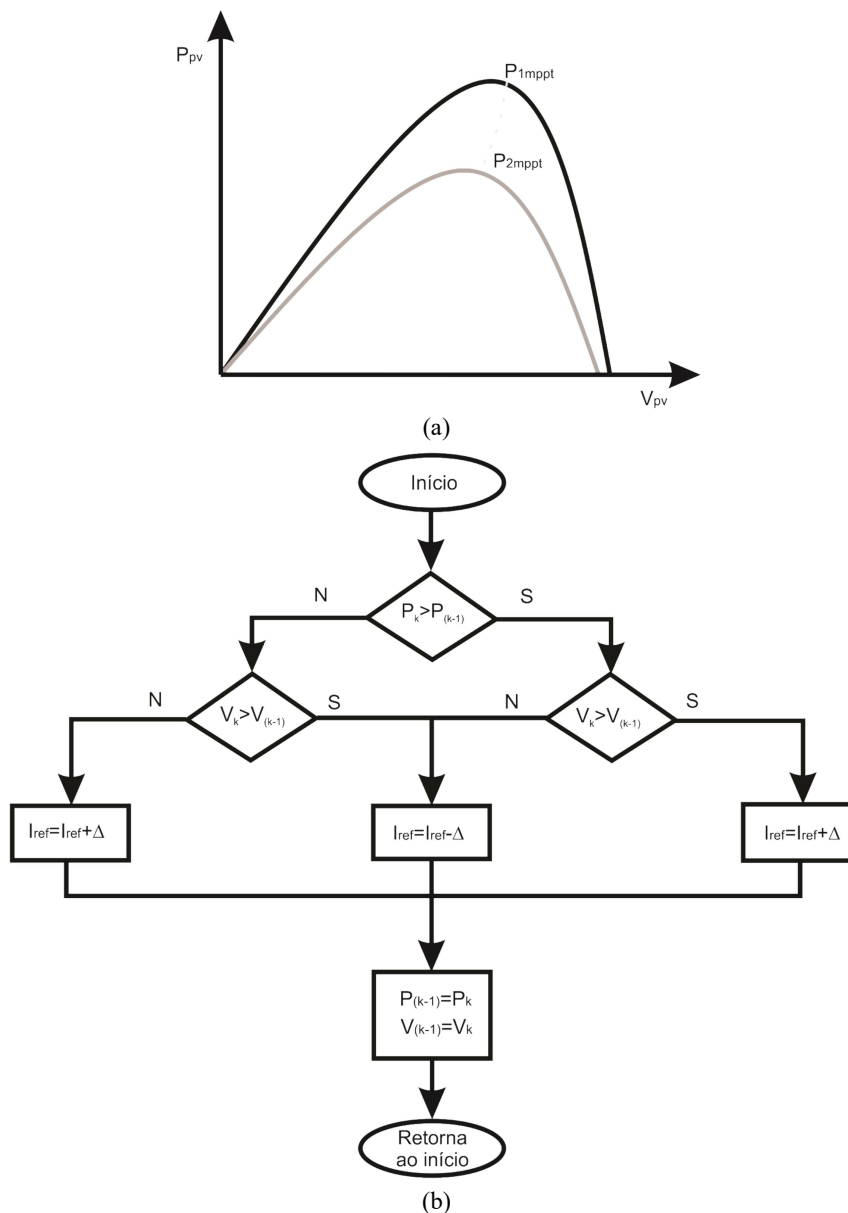 Ppv
P1mppt
P2mppt
Vpv
(a)
Início
N
S
Pk>P(k-1)
N
S
N
S
Vk>V(k-1)
Vk>V(k-1)
Iref=Iref+Δ
Iref=Iref-Δ
Iref=Iref+Δ
P(k-1)=Pk
V(k-1)=Vk
Retorna
ao início
(b)